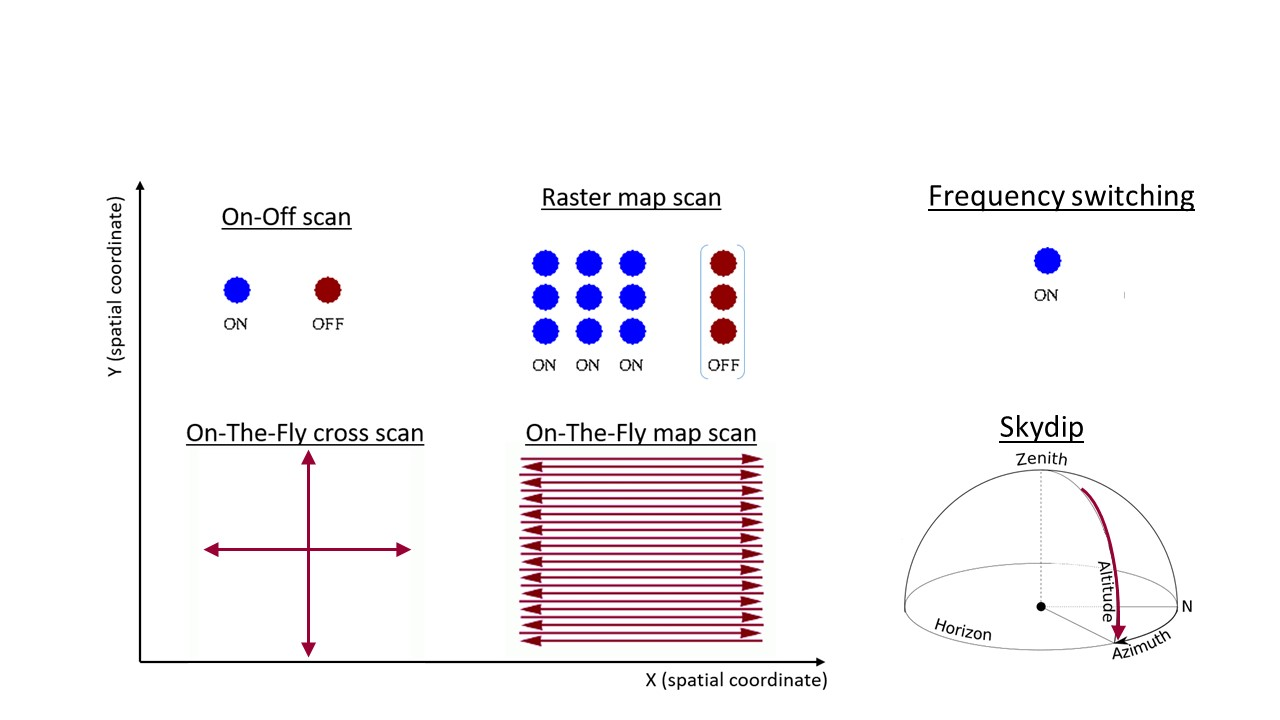 Y (spatial coordinate)
On-Off scan
ON
OFF
Raster map scan
ON ON ON
OFF
Frequency switching
ON
On-The-Fly cross scan
On-The-Fly map scan
Skydip
Zenith
Altitude
N
Horizon
Azimuth
X (spatial coordinate)